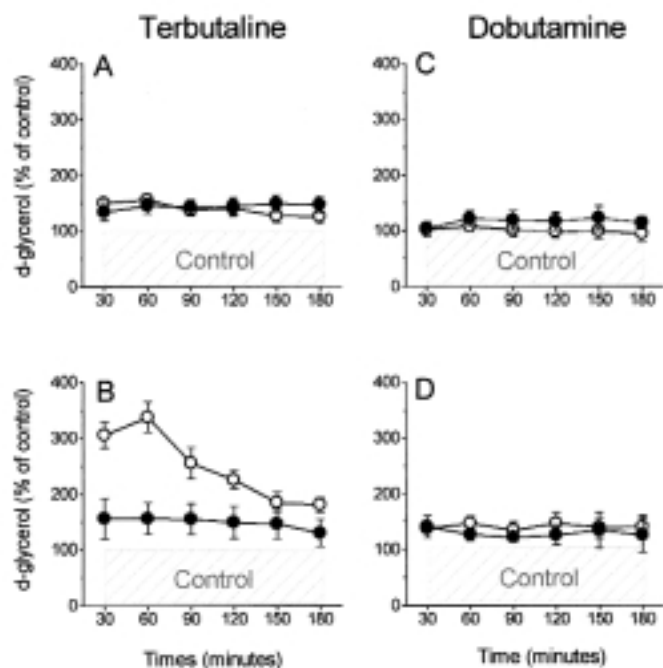 Terbutaline
Dobutamine
A
d-glycerol (% of control)
400
300
200
100
0
Control
30 60 90 120 150 180
C
400
300
200
100
0
Control
30 60 90 120 150 180
B
d-glycerol (% of control)
400
300
200
100
0
Control
30 60 90 120 150 180
Times (minutes)
D
400
300
200
100
0
Control
30 60 90 120 150 180
Time (minutes)